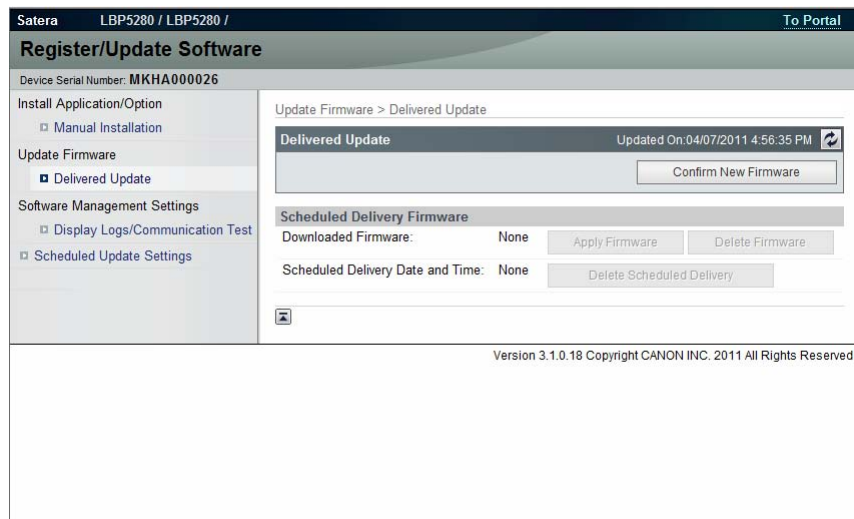 Satera LBP5280 / LBP5280 / To Portal
Register/Update Software
Device Serial Number: MKHA000026
Install Application/Option
Manual Installation
Update Firmware
Delivered Update
Software Management Settings
Display Logs/Communication Test
Scheduled Update Settings
Update Firmware > Delivered Update
Delivered Update Updated On:04/07/2011 4:56:35 PM
Confirm New Firmware
Scheduled Delivery Firmware
Downloaded Firmware: None Apply Firmware Delete Firmware
Scheduled Delivery Date and Time: None Delete Scheduled Delivery
Version 3.1.0.18 Copyright CANON INC. 2011 All Rights Reserved